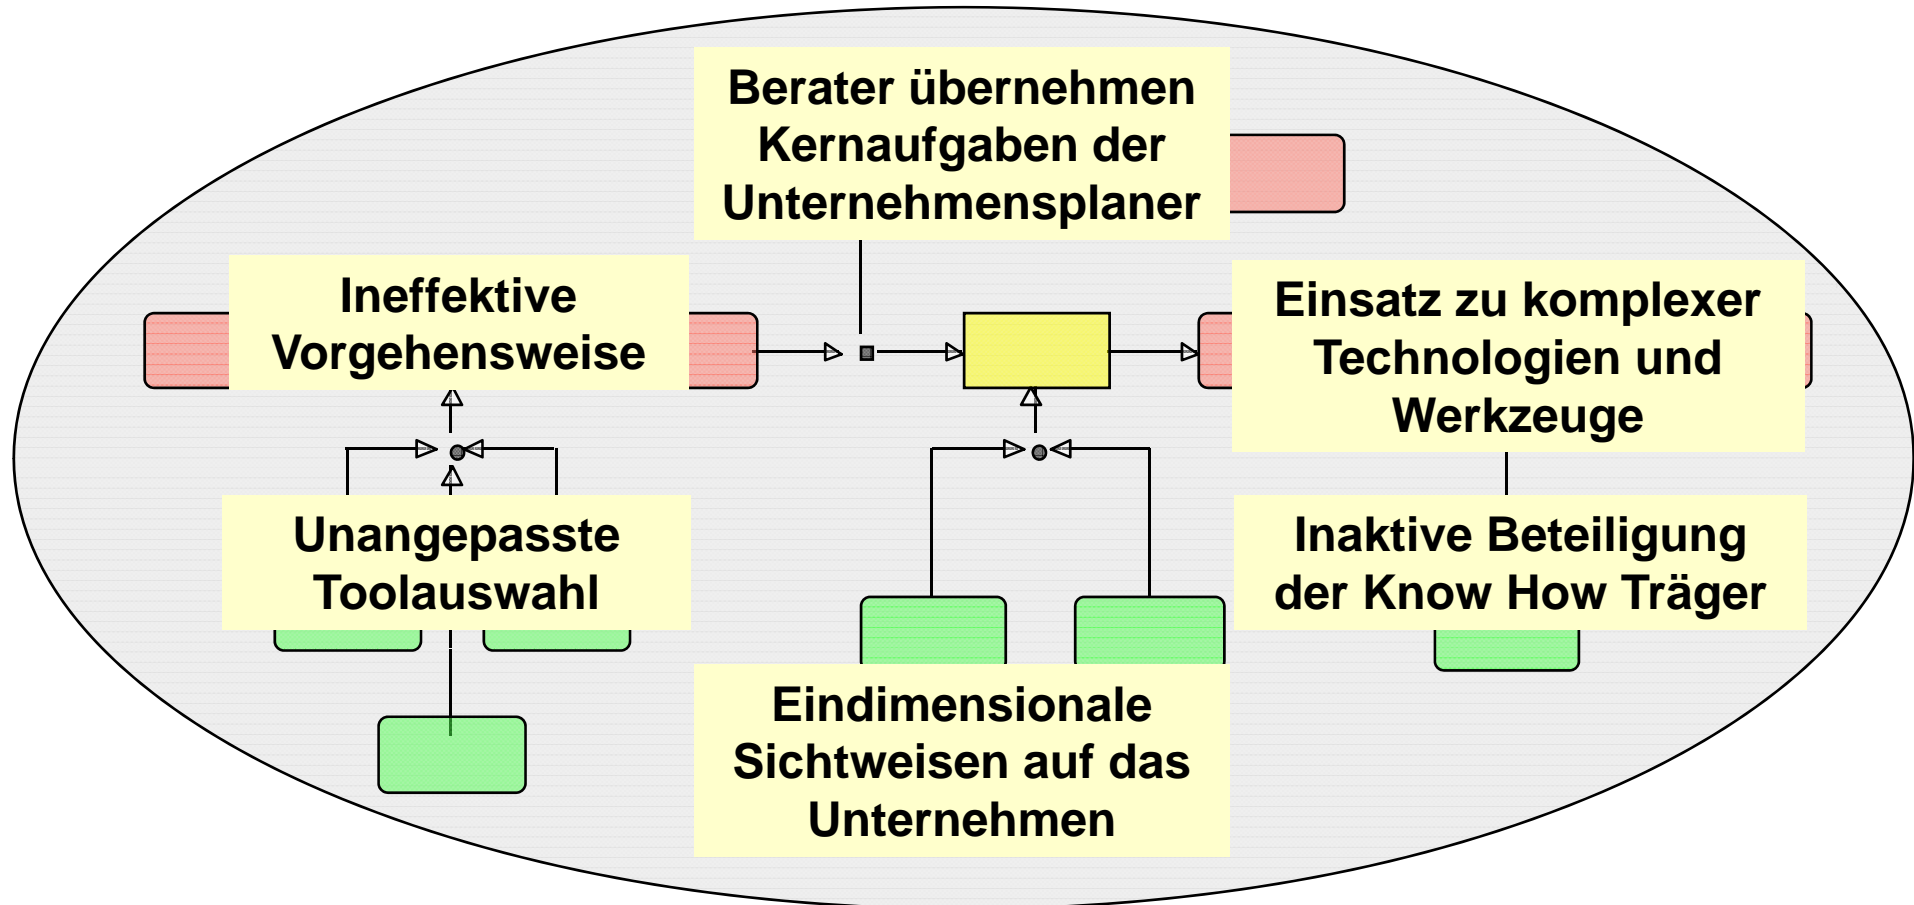 Berater übernehmen
Kernaufgaben der
Unternehmensplaner
Ineffektive
Vorgehensweise
Einsatz zu komplexer
Technologien und
Werkzeuge
Unangepasste
Toolauswahl
Inaktive Beteiligung
der Know How Träger
Eindimensionale
Sichtweisen auf das
Unternehmen